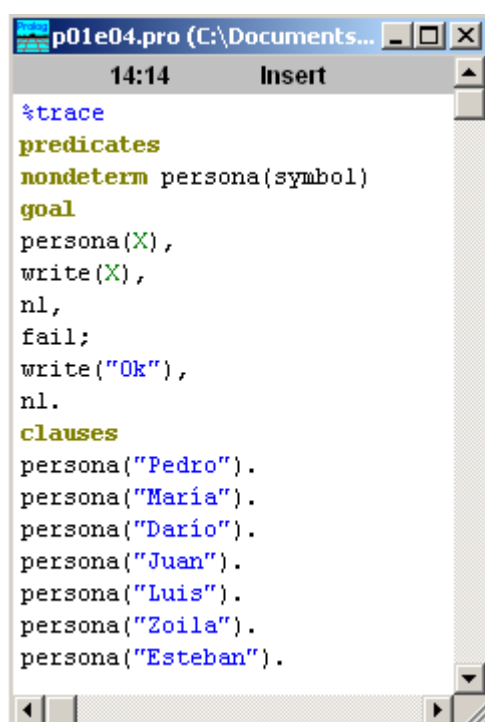 Prolog
p01e04.pro (C:\Documents...
14:14 Insert
%trace
predicates
nondeterm persona(symbol)
goal
persona(X),
write(X),
nl,
fail;
write("Ok"),
nl.
clauses
persona("Pedro").
persona("María").
persona("Darío").
persona("Juan").
persona("Luis").
persona("Zoila").
persona("Esteban").